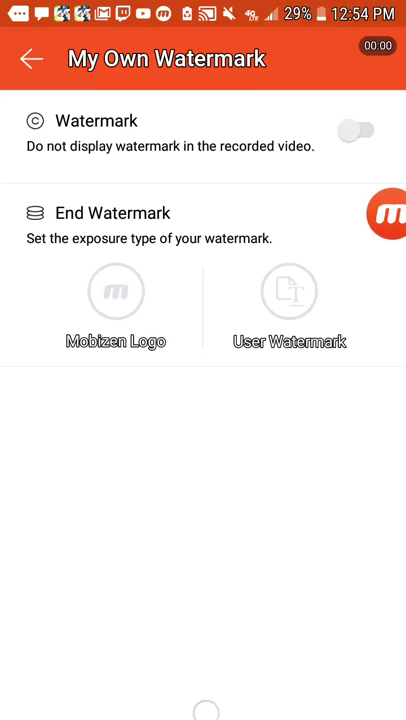 29% 12:54 PM
00:00
My Own Watermark
Watermark
Do not display watermark in the recorded video.
End Watermark
Set the exposure type of your watermark.
Mobizen Logo
User Watermark